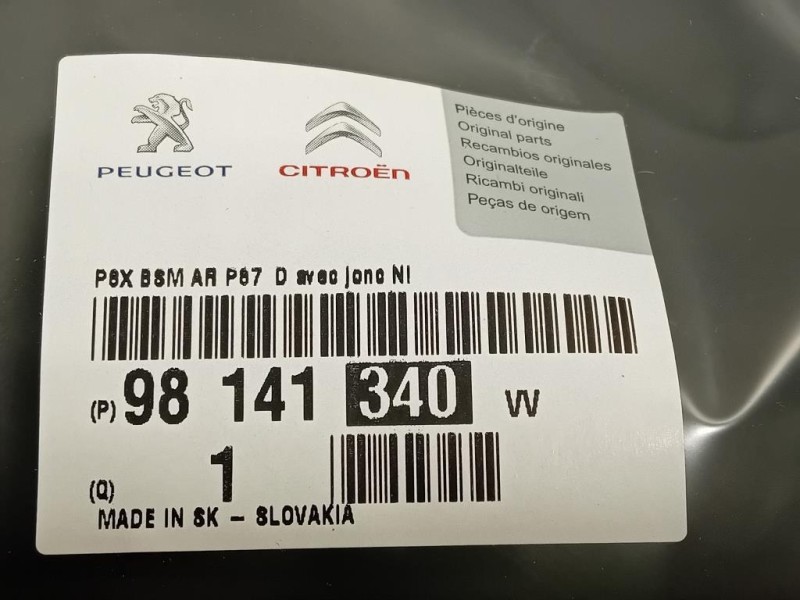 PEUGEOT
CITROËN
Pièces d'origine
Original parts
Recambios originales
Originalteile
Ricambi originali
Peças de origem
P8X BSM AR P87 D avec jonc NI
(P) 98 141 340 VV
(Q) 1
MADE IN SK - SLOVAKIA